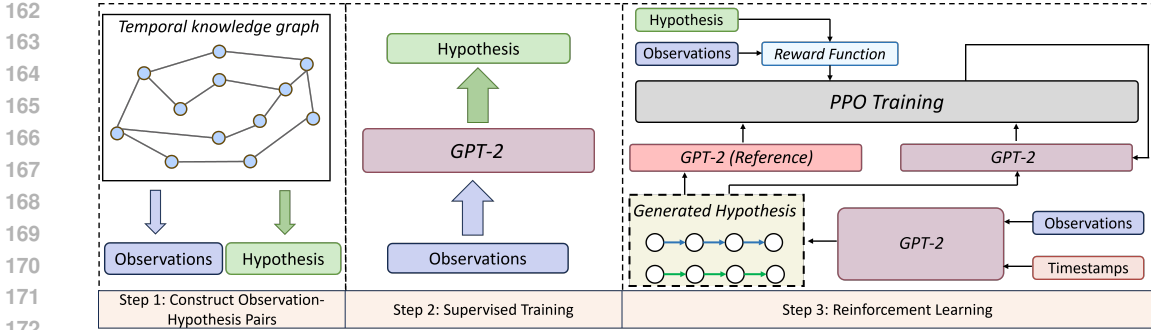 162
163
164
165
166
167
168
169
170
171
172
Temporal knowledge graph
Observations
Hypothesis
Step 1: Construct Observation-
Hypothesis Pairs
Hypothesis
GPT-2
Observations
Step 2: Supervised Training
Hypothesis
Observations
Reward Function
PPO Training
GPT-2 (Reference)
GPT-2
Generated Hypothesis
GPT-2
Observations
Timestamps
Step 3: Reinforcement Learning